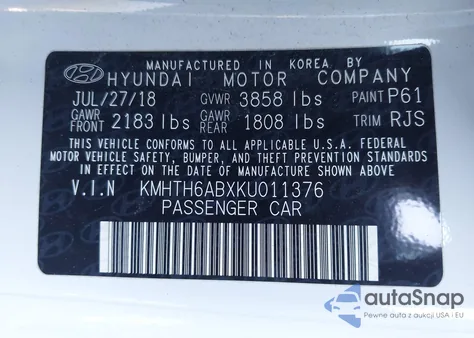 MANUFACTURED IN KOREA BY
HYUNDAI MOTOR COMPANY
JUL/27/18 GVWR 3858 lbs PAINT P61
GAWR FRONT 2183 lbs GAWR REAR 1808 lbs TRIM RJS
THIS VEHICLE CONFORMS TO ALL APPLICABLE U.S.A. FEDERAL
MOTOR VEHICLE SAFETY, BUMPER, AND THEFT PREVENTION STANDARDS
IN EFFECT ON THE DATE OF MANUFACTURE SHOWN ABOVE.
V.I.N KMHTH6ABXKU011376
PASSENGER CAR
autoSnap
Pewne auta z aukcji USA i EU